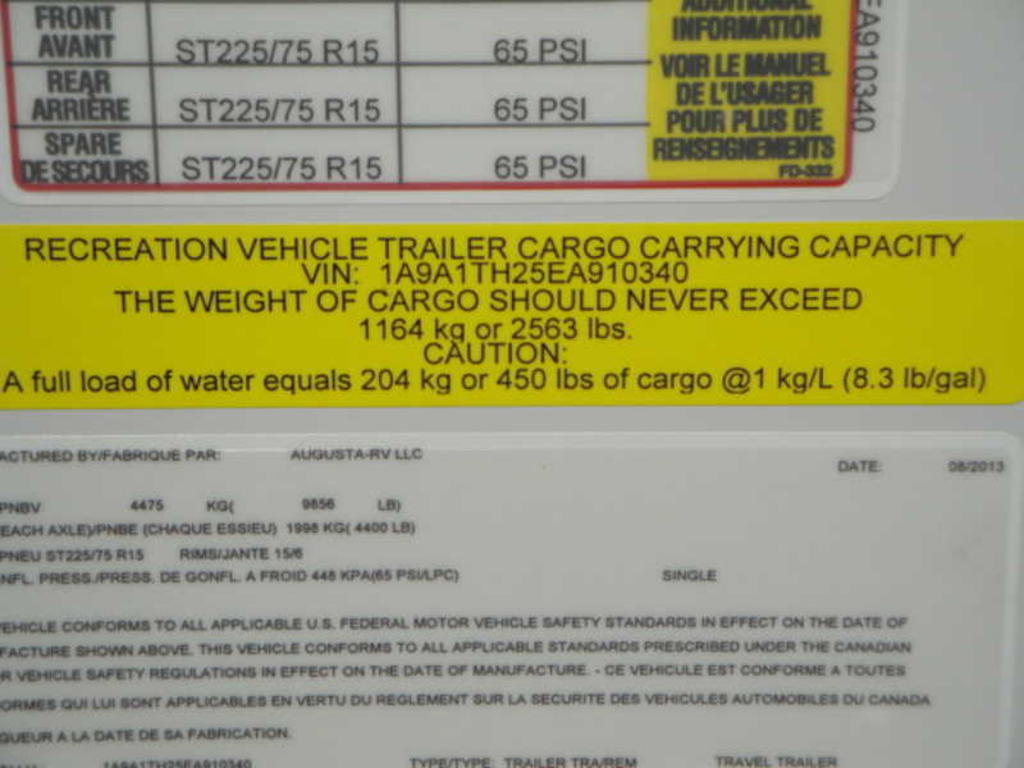 ADDITIONAL
FRONT
AVANT ST225/75 R15 65 PSI INFORMATION
REAR
ARRIÈRE ST225/75 R15 65 PSI
SPARE
DE SECOURS ST225/75 R15 65 PSI
VOIR LE MANUEL
DE L'USAGER
POUR PLUS DE
RENSEIGNEMENTS
FD-332
EA910340
RECREATION VEHICLE TRAILER CARGO CARRYING CAPACITY
VIN: 1A9A1TH25EA910340
THE WEIGHT OF CARGO SHOULD NEVER EXCEED
1164 kg or 2563 lbs.
CAUTION:
A full load of water equals 204 kg or 450 lbs of cargo @1 kg/L (8.3 lb/gal)
ACTURED BY/FABRIQUE PAR: AUGUSTA-RV LLC
DATE: 08/2013
PNBV 4475 KG( 9856 LB)
EACH AXLE)/PNBE (CHAQUE ESSIEU) 1998 KG( 4400 LB)
PNEU ST225/75 R15 RIMS/JANTE 15/6
NFL. PRESS./PRESS. DE GONFL. A FROID 448 KPA(65 PSI/LPC) SINGLE
EHICLE CONFORMS TO ALL APPLICABLE U.S. FEDERAL MOTOR VEHICLE SAFETY STANDARDS IN EFFECT ON THE DATE OF
FACTURE SHOWN ABOVE. THIS VEHICLE CONFORMS TO ALL APPLICABLE STANDARDS PRESCRIBED UNDER THE CANADIAN
R VEHICLE SAFETY REGULATIONS IN EFFECT ON THE DATE OF MANUFACTURE. - CE VEHICULE EST CONFORME A TOUTES
ORMES QUI LUI SONT APPLICABLES EN VERTU DU REGLEMENT SUR LA SECURITE DES VEHICULES AUTOMOBILES DU CANADA
GUEUR A LA DATE DE SA FABRICATION.
1A9A1TH25EA910340 TYPE/TYPE: TRAILER TRA/REM TRAVEL TRAILER